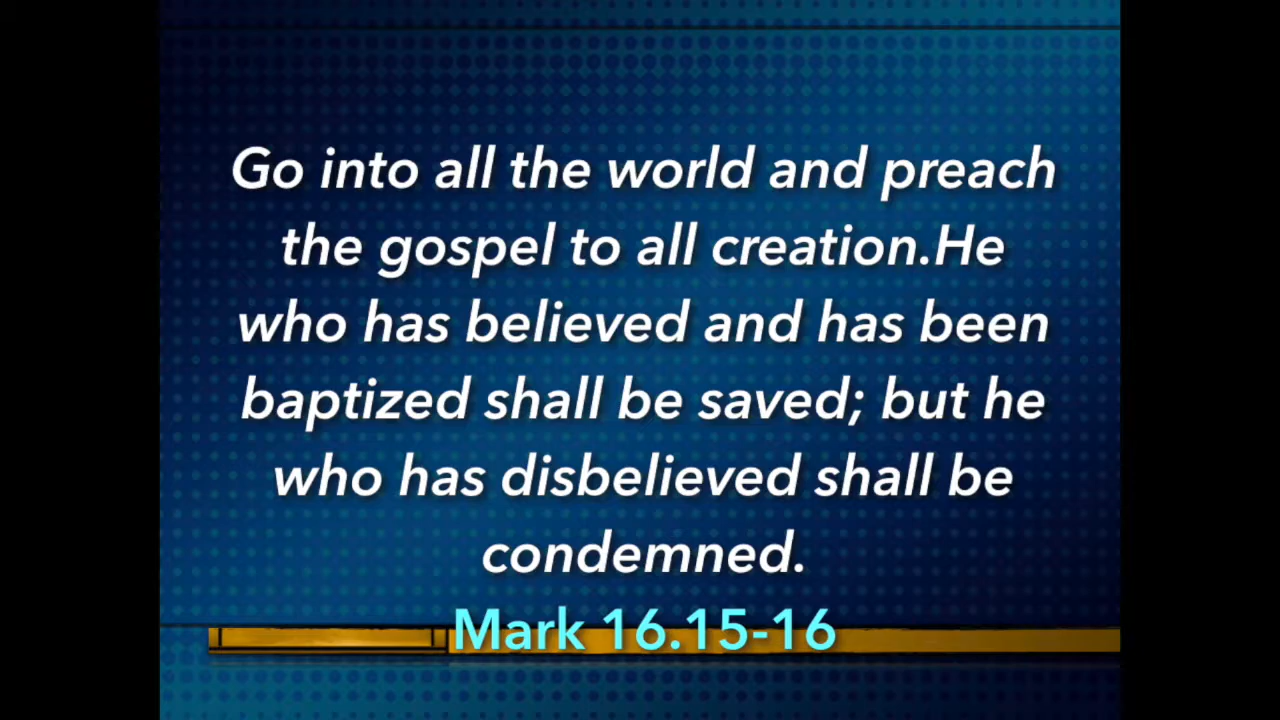 Go into all the world and preach
the gospel to all creation.He
who has believed and has been
baptized shall be saved; but he
who has disbelieved shall be
condemned.
Mark 16.15-16